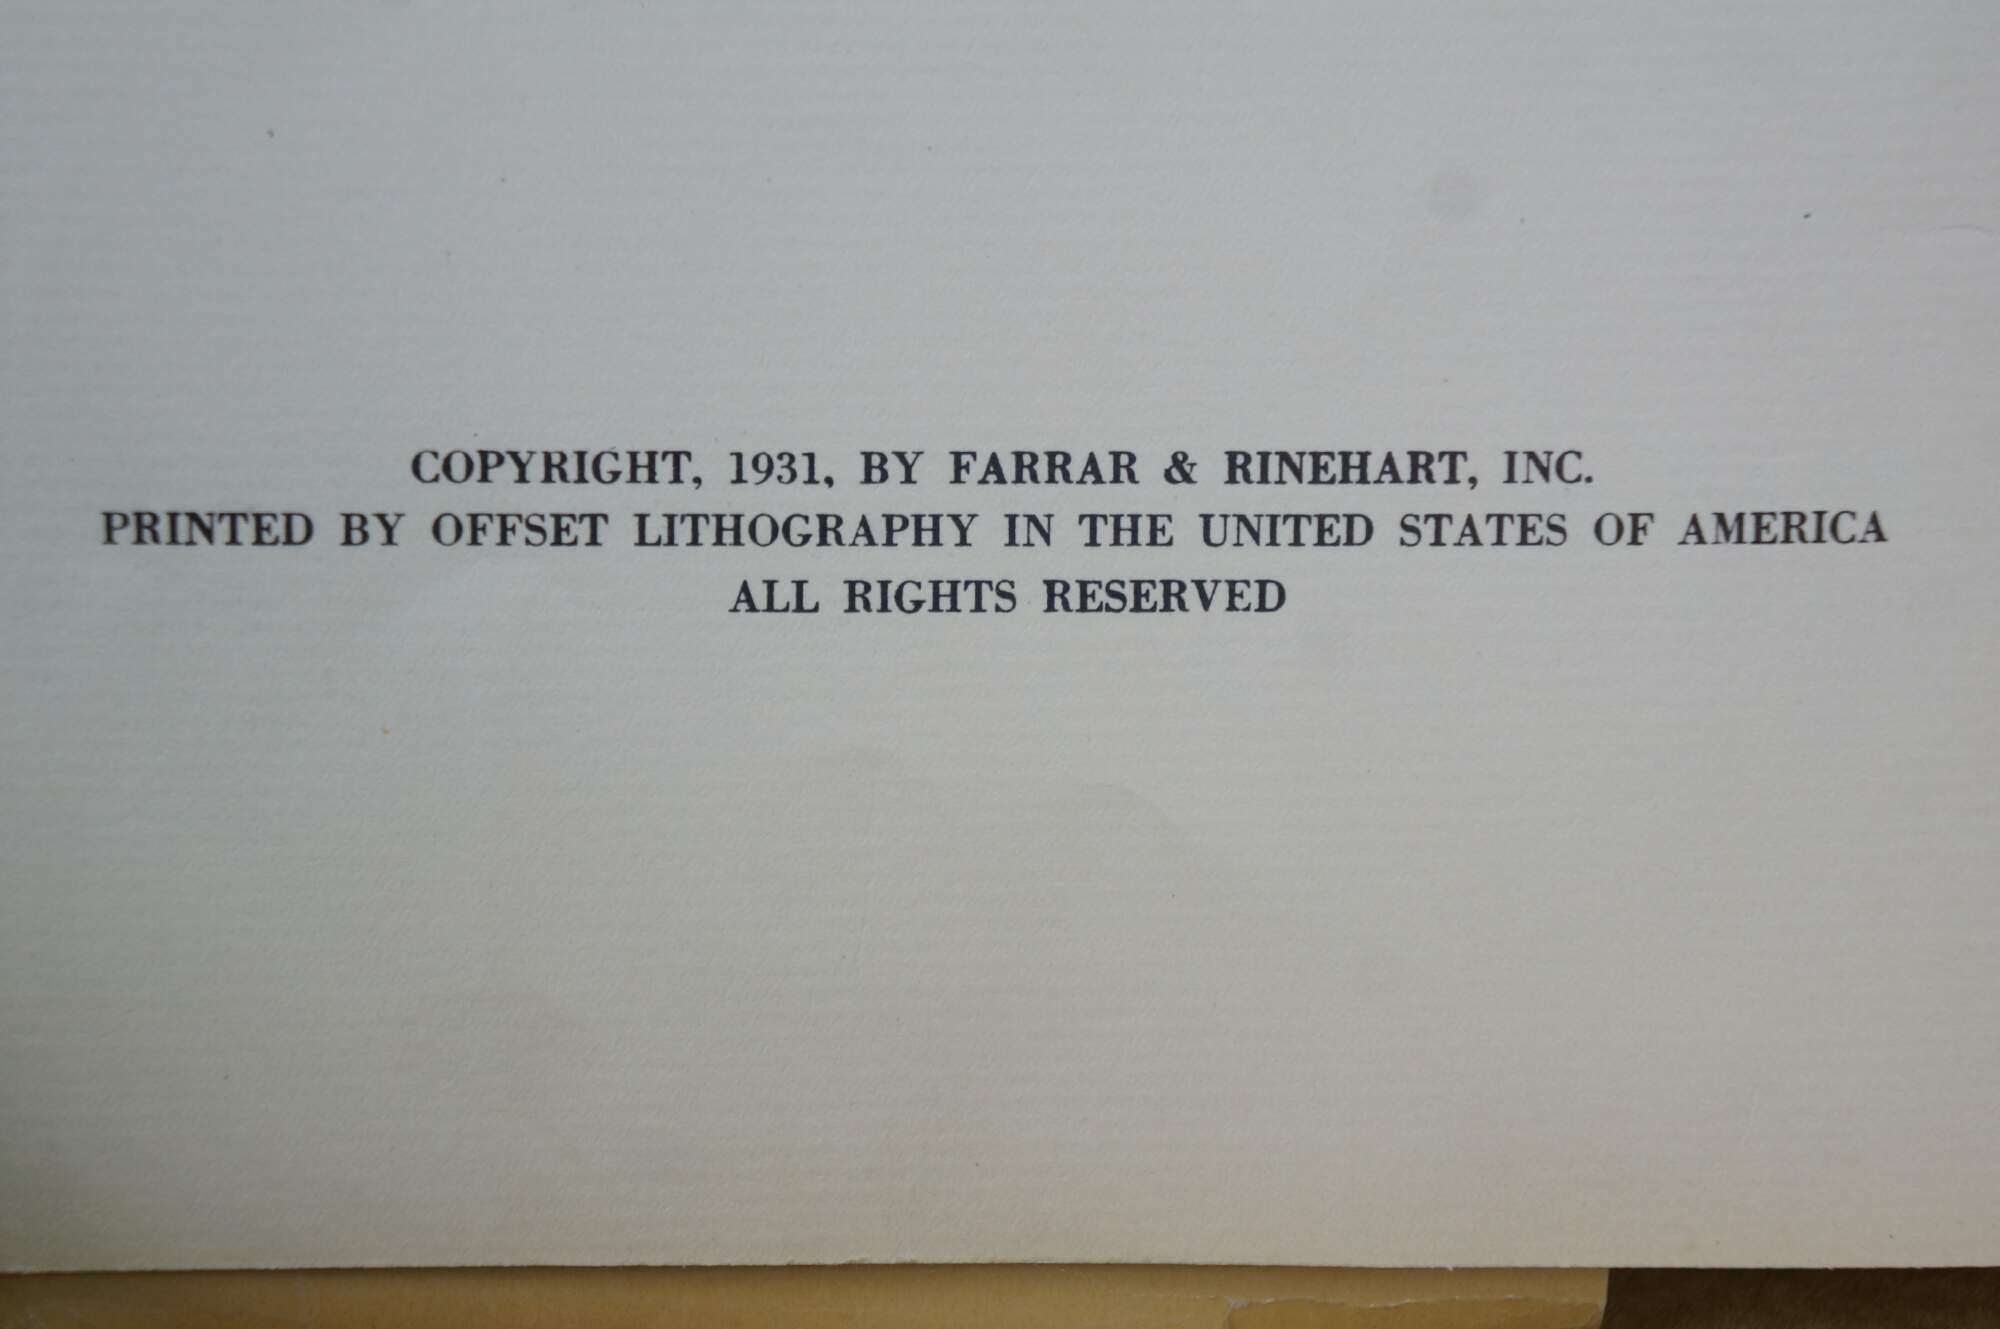 COPYRIGHT, 1931, BY FARRAR & RINEHART, INC.
PRINTED BY OFFSET LITHOGRAPHY IN THE UNITED STATES OF AMERICA
ALL RIGHTS RESERVED